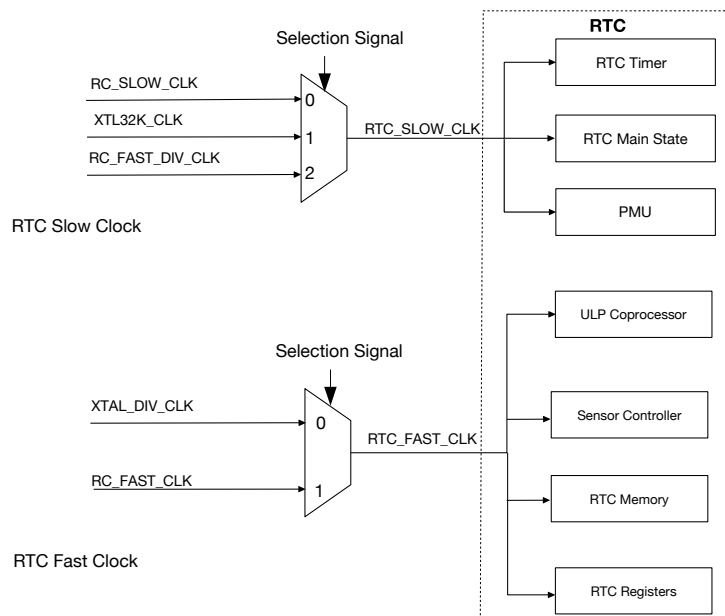 RTC
Selection Signal
RTC Timer
RC_SLOW_CLK
0
XTL32K_CLK
1
RTC_SLOW_CLK
RTC Main State
RC_FAST_DIV_CLK
2
PMU
RTC Slow Clock
ULP Coprocessor
Selection Signal
XTAL_DIV_CLK
0
Sensor Controller
RTC_FAST_CLK
RC_FAST_CLK
1
RTC Memory
RTC Fast Clock
RTC Registers